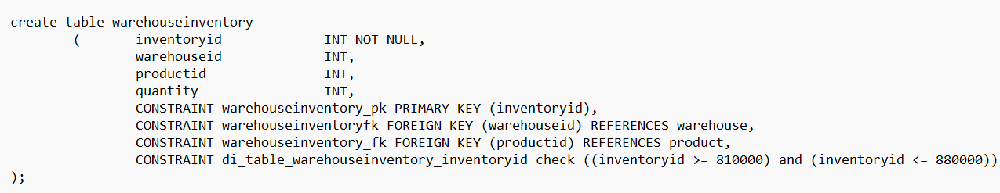 create table warehouseinventory
( inventoryid INT NOT NULL,
warehouseid INT,
productid INT,
quantity INT,
CONSTRAINT warehouseinventory_pk PRIMARY KEY (inventoryid),
CONSTRAINT warehouseinventoryfk FOREIGN KEY (warehouseid) REFERENCES warehouse,
CONSTRAINT warehouseinventory_fk FOREIGN KEY (productid) REFERENCES product,
CONSTRAINT di_table_warehouseinventory_inventoryid check ((inventoryid >= 810000) and (inventoryid <= 880000))
);